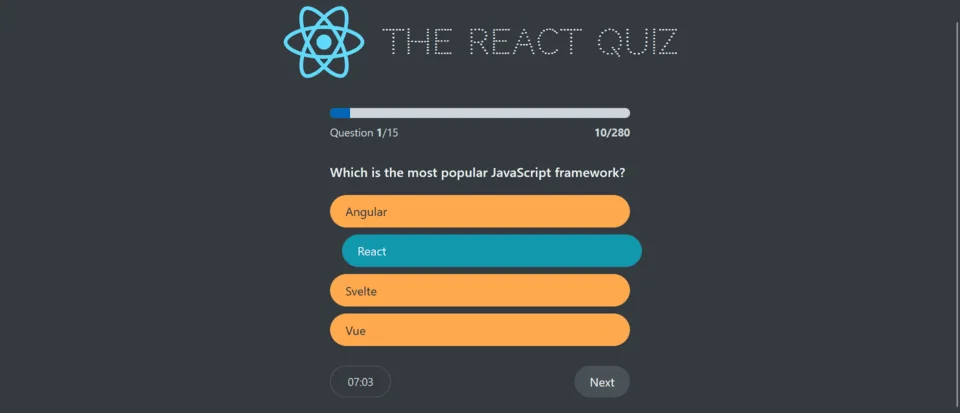 THE REACT QUIZ
Question 1/15 10/280
Which is the most popular JavaScript framework?
Angular
React
Svelte
Vue
07:03 Next